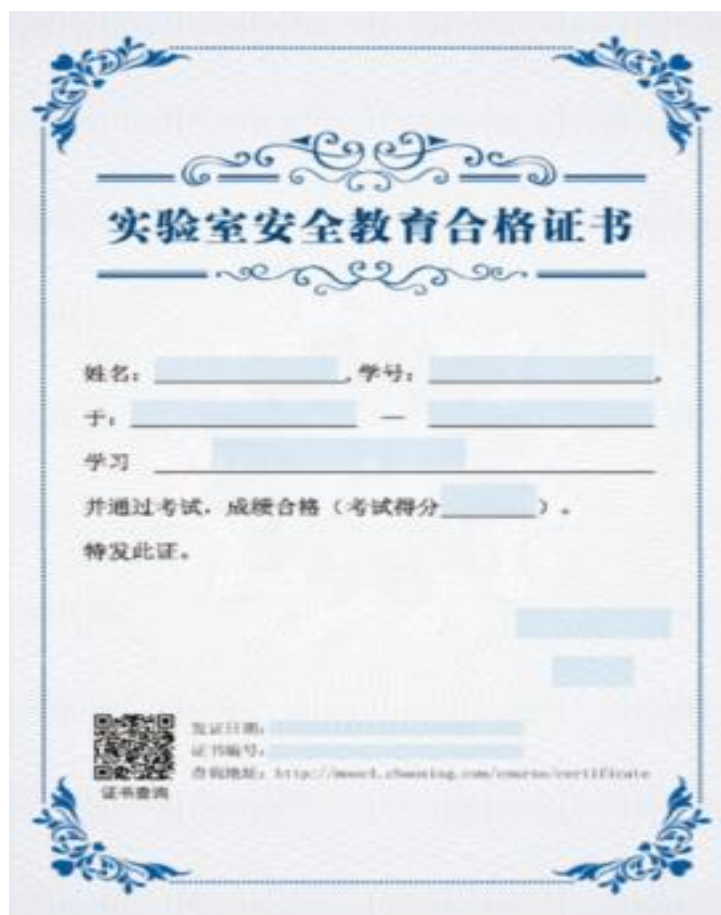 实验室安全教育合格证书
姓名：，学号：，
于：—
学习
并通过考试，成绩合格（考试得分）。
特发此证。
发证日期：
证书编号：
查询地址：http://mooc1.chaoxing.com/course/certificate
证书查询